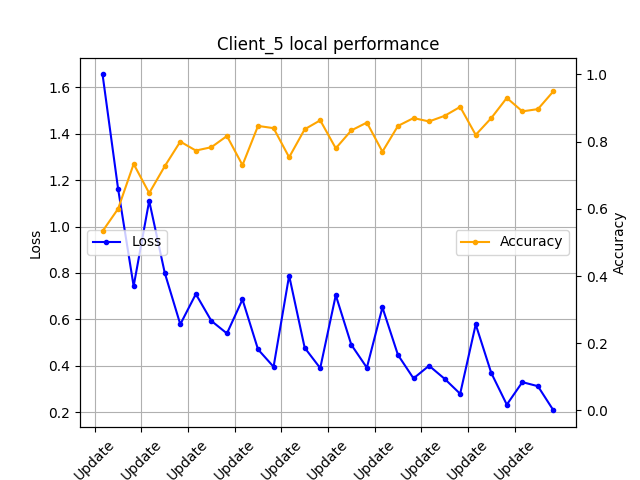 Client_5 local performance
1.6
1.4
1.2
1.0
0.8
0.6
0.4
0.2
Loss
Loss
Accuracy
1.0
0.8
0.6
0.4
0.2
0.0
Accuracy
Update
Update
Update
Update
Update
Update
Update
Update
Update
Update